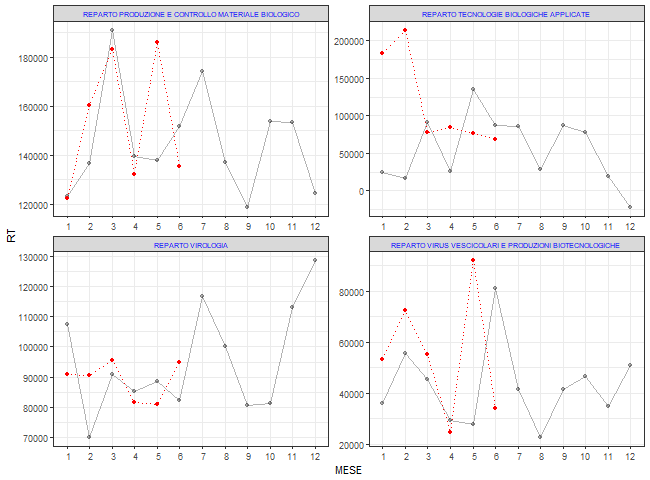 REPARTO PRODUZIONE E CONTROLLO MATERIALE BIOLOGICO
180000
160000
140000
120000
1 2 3 4 5 6 7 8 9 10 11 12
REPARTO TECNOLOGIE BIOLOGICHE APPLICATE
200000
150000
100000
50000
0
1 2 3 4 5 6 7 8 9 10 11 12
RT
REPARTO VIROLOGIA
130000
120000
110000
100000
90000
80000
70000
1 2 3 4 5 6 7 8 9 10 11 12
REPARTO VIRUS VESCICOLARI E PRODUZIONI BIOTECNOLOGICHE
80000
60000
40000
20000
1 2 3 4 5 6 7 8 9 10 11 12
MESE